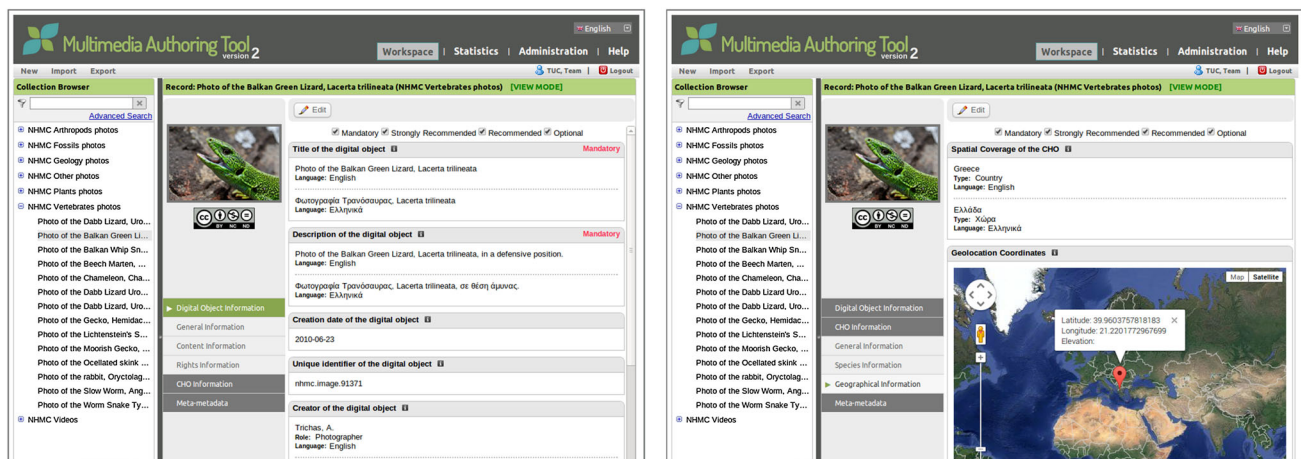 English
Multimedia Authoring Tool
version 2
Workspace | Statistics | Administration | Help
New Import Export
TUC, Team | Logout
Collection Browser
Advanced Search
NHMC Arthropods photos
NHMC Fossils photos
NHMC Geology photos
NHMC Other photos
NHMC Plants photos
NHMC Vertebrates photos
Photo of the Dabb Lizard, Uro...
Photo of the Balkan Green Li...
Photo of the Balkan Whip Sn...
Photo of the Beech Marten, ...
Photo of the Chameleon, Cha...
Photo of the Dabb Lizard Uro...
Photo of the Dabb Lizard, Uro...
Photo of the Gecko, Hemidac...
Photo of the Lichtenstein's S...
Photo of the Moorish Gecko, ...
Photo of the Ocellated skink ...
Photo of the rabbit, Oryctolag...
Photo of the Slow Worm, Ang...
Photo of the Worm Snake Ty...
NHMC Videos
Record: Photo of the Balkan Green Lizard, Lacerta trilineata (NHMC Vertebrates photos) [VIEW MODE]
cc BY NC ND
Digital Object Information
General Information
Content Information
Rights Information
CHO Information
Meta-metadata
Edit
Mandatory Strongly Recommended Recommended Optional
Title of the digital object Mandatory
Photo of the Balkan Green Lizard, Lacerta trilineata
Language: English
Φωτογραφία Τρανόσαυρας, Lacerta trilineata
Language: Ελληνικά
Description of the digital object Mandatory
Photo of the Balkan Green Lizard, Lacerta trilineata, in a defensive position.
Language: English
Φωτογραφία Τρανόσαυρας, Lacerta trilineata, σε θέση άμυνας.
Language: Ελληνικά
Creation date of the digital object
2010-06-23
Unique identifier of the digital object
nhmc.image.91371
Creator of the digital object
Trichas, A.
Role: Photographer
Language: English
English
Multimedia Authoring Tool
version 2
Workspace | Statistics | Administration | Help
New Import Export
TUC, Team | Logout
Collection Browser
Advanced Search
NHMC Arthropods photos
NHMC Fossils photos
NHMC Geology photos
NHMC Other photos
NHMC Plants photos
NHMC Vertebrates photos
Photo of the Dabb Lizard, Uro...
Photo of the Balkan Green Li...
Photo of the Balkan Whip Sn...
Photo of the Beech Marten, ...
Photo of the Chameleon, Cha...
Photo of the Dabb Lizard Uro...
Photo of the Dabb Lizard, Uro...
Photo of the Gecko, Hemidac...
Photo of the Lichtenstein's S...
Photo of the Moorish Gecko, ...
Photo of the Ocellated skink ...
Photo of the rabbit, Oryctolag...
Photo of the Slow Worm, Ang...
Photo of the Worm Snake Ty...
NHMC Videos
Record: Photo of the Balkan Green Lizard, Lacerta trilineata (NHMC Vertebrates photos) [VIEW MODE]
cc BY NC ND
Digital Object Information
CHO Information
General Information
Species Information
Geographical Information
Meta-metadata
Edit
Mandatory Strongly Recommended Recommended Optional
Spatial Coverage of the CHO
Greece
Type: Country
Language: English
Ελλάδα
Type: Χώρα
Language: Ελληνικά
Geolocation Coordinates
Map Satellite
Latitude: 39.9603757818183
Longitude: 21.2201772967699
Elevation: